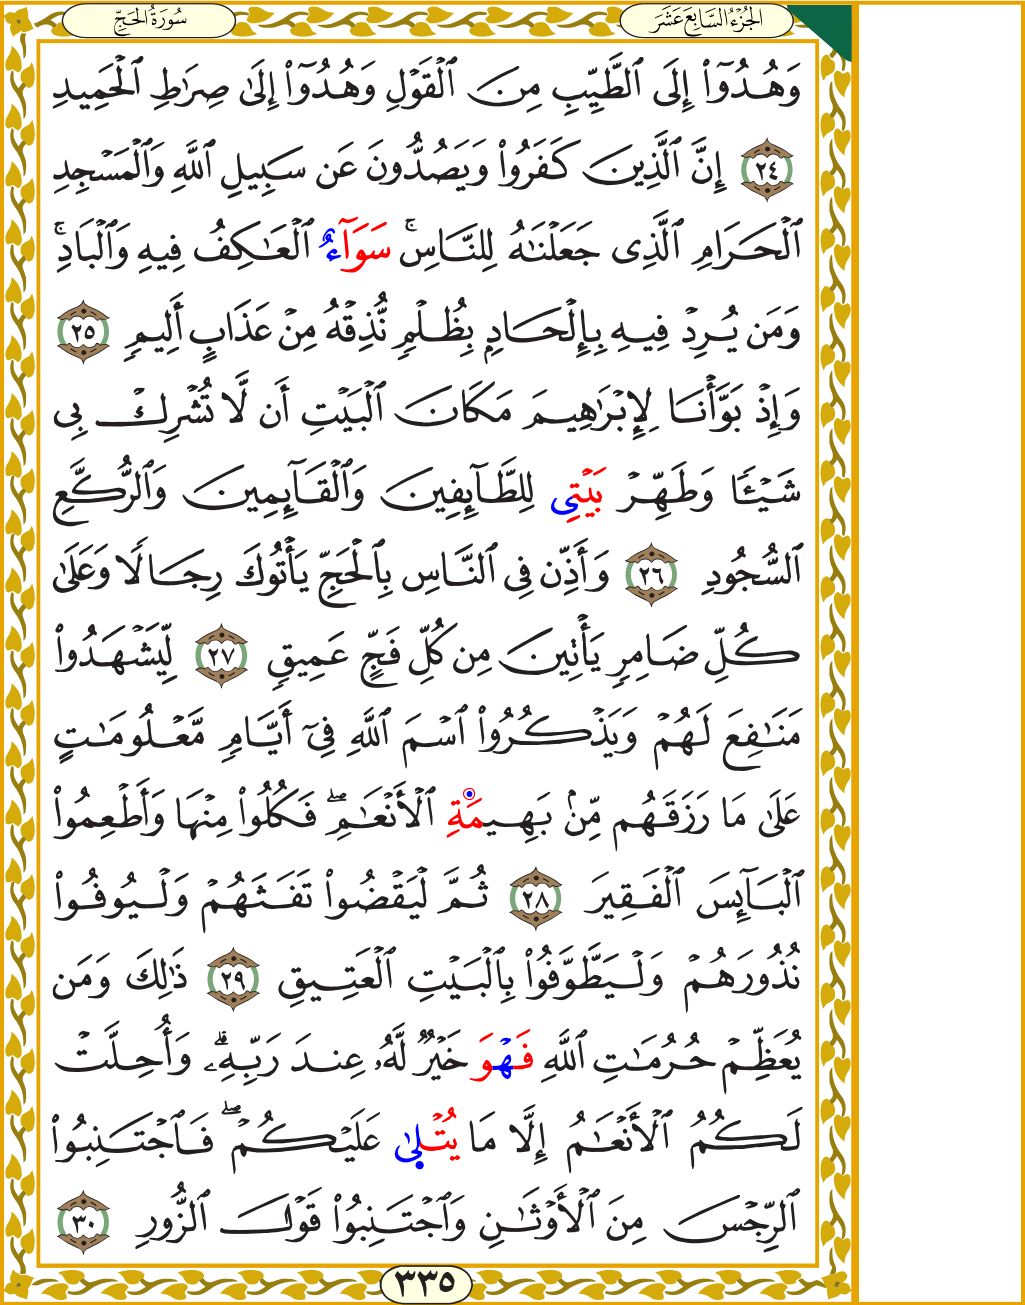 الجُزْءُ السَّابِعَ عَشَرَ
سُورَةُ الحَجِّ
وَهُدُوٓا۟ إِلَى ٱلطَّيِّبِ مِنَ ٱلْقَوْلِ وَهُدُوٓا۟ إِلَىٰ صِرَٰطِ ٱلْحَمِيدِ
٢٤ إِنَّ ٱلَّذِينَ كَفَرُوا۟ وَيَصُدُّونَ عَن سَبِيلِ ٱللَّهِ وَٱلْمَسْجِدِ
ٱلْحَرَامِ ٱلَّذِى جَعَلْنَٰهُ لِلنَّاسِۚ سَوَآءٌ ٱلْعَٰكِفُ فِيهِ وَٱلْبَادِۚ
وَمَن يُرِدْ فِيهِ بِإِلْحَادٍۭ بِظُلْمٍ نُّذِقْهُ مِنْ عَذَابٍ أَلِيمٍ ٢٥
وَإِذْ بَوَّأْنَا لِإِبْرَٰهِيمَ مَكَانَ ٱلْبَيْتِ أَن لَّا تُشْرِكْ بِى
شَيْـًٔا وَطَهِّرْ بَيْتِى لِلطَّآئِفِينَ وَٱلْقَآئِمِينَ وَٱلرُّكَّعِ
ٱلسُّجُودِ ٢٦ وَأَذِّن فِى ٱلنَّاسِ بِٱلْحَجِّ يَأْتُوكَ رِجَالًا وَعَلَىٰ
كُلِّ ضَامِرٍ يَأْتِينَ مِن كُلِّ فَجٍّ عَمِيقٍ ٢٧ لِّيَشْهَدُوا۟
مَنَٰفِعَ لَهُمْ وَيَذْكُرُوا۟ ٱسْمَ ٱللَّهِ فِىٓ أَيَّامٍ مَّعْلُومَٰتٍ
عَلَىٰ مَا رَزَقَهُم مِّنۢ بَهِيمَةِ ٱلْأَنْعَٰمِۖ فَكُلُوا۟ مِنْهَا وَأَطْعِمُوا۟
ٱلْبَآئِسَ ٱلْفَقِيرَ ٢٨ ثُمَّ لْيَقْضُوا۟ تَفَثَهُمْ وَلْيُوفُوا۟
نُذُورَهُمْ وَلْيَطَّوَّفُوا۟ بِٱلْبَيْتِ ٱلْعَتِيقِ ٢٩ ذَٰلِكَ وَمَن
يُعَظِّمْ حُرُمَٰتِ ٱللَّهِ فَهْوَ خَيْرٌ لَّهُۥ عِندَ رَبِّهِۦۗ وَأُحِلَّتْ
لَكُمُ ٱلْأَنْعَٰمُ إِلَّا مَا يُتْلَىٰ عَلَيْكُمْۖ فَٱجْتَنِبُوا۟
ٱلرِّجْسَ مِنَ ٱلْأَوْثَٰنِ وَٱجْتَنِبُوا۟ قَوْلَ ٱلزُّورِ ٣٠
٣٣٥